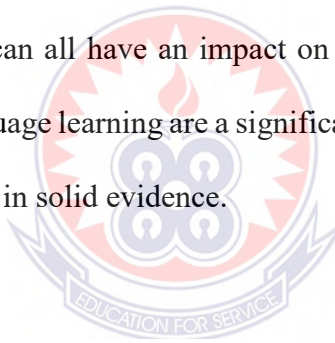 can all have an impact on
uage learning are a significa
in solid evidence.
EDUCATION FOR SERVICE